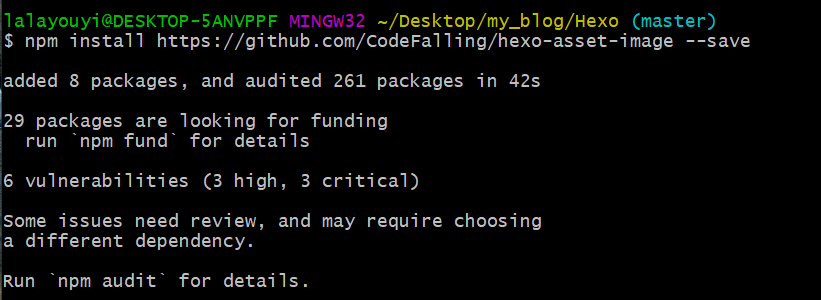 lalayouyi@DESKTOP-5ANVPPF MINGW32 ~/Desktop/my_blog/Hexo (master)
$ npm install https://github.com/CodeFalling/hexo-asset-image --save
added 8 packages, and audited 261 packages in 42s
29 packages are looking for funding
  run `npm fund` for details
6 vulnerabilities (3 high, 3 critical)
Some issues need review, and may require choosing
a different dependency.
Run `npm audit` for details.